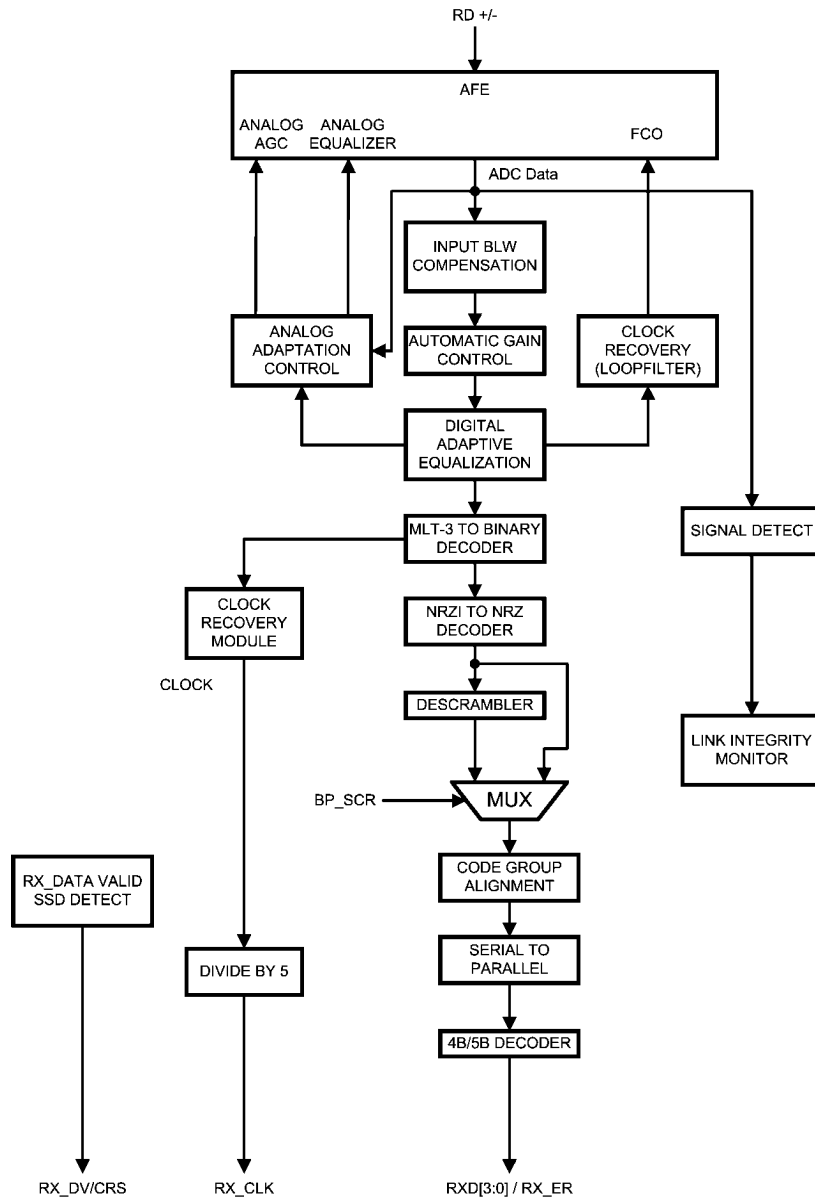 RD +/-
AFE
ANALOG
AGC
ANALOG
EQUALIZER
FCO
ADC Data
INPUT BLW
COMPENSATION
ANALOG
ADAPTATION
CONTROL
AUTOMATIC GAIN
CONTROL
CLOCK
RECOVERY
(LOOPFILTER)
DIGITAL
ADAPTIVE
EQUALIZATION
MLT-3 TO BINARY
DECODER
SIGNAL DETECT
CLOCK
RECOVERY
MODULE
NRZI TO NRZ
DECODER
CLOCK
DESCRAMBLER
LINK INTEGRITY
MONITOR
BP_SCR
MUX
RX_DATA VALID
SSD DETECT
CODE GROUP
ALIGNMENT
DIVIDE BY 5
SERIAL TO
PARALLEL
4B/5B DECODER
RX_DV/CRS
RX_CLK
RXD[3:0] / RX_ER